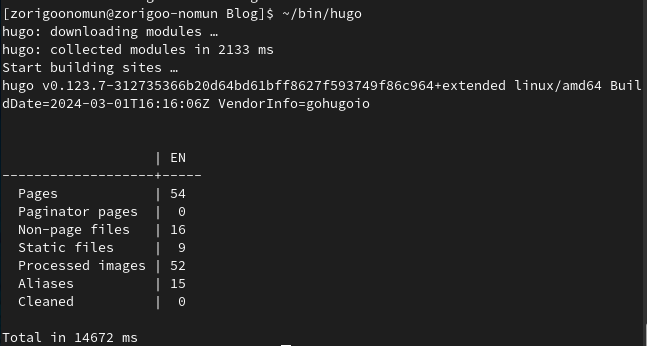 [zorigoonomun@zorigoo-nomun Blog]$ ~/bin/hugo
hugo: downloading modules …
hugo: collected modules in 2133 ms
Start building sites …
hugo v0.123.7-312735366b20d64bd61bff8627f593749f86c964+extended linux/amd64 Buil
dDate=2024-03-01T16:16:06Z VendorInfo=gohugoio
                   | EN
-------------------+-----
  Pages            | 54
  Paginator pages  |  0
  Non-page files   | 16
  Static files     |  9
  Processed images | 52
  Aliases          | 15
  Cleaned          |  0
Total in 14672 ms